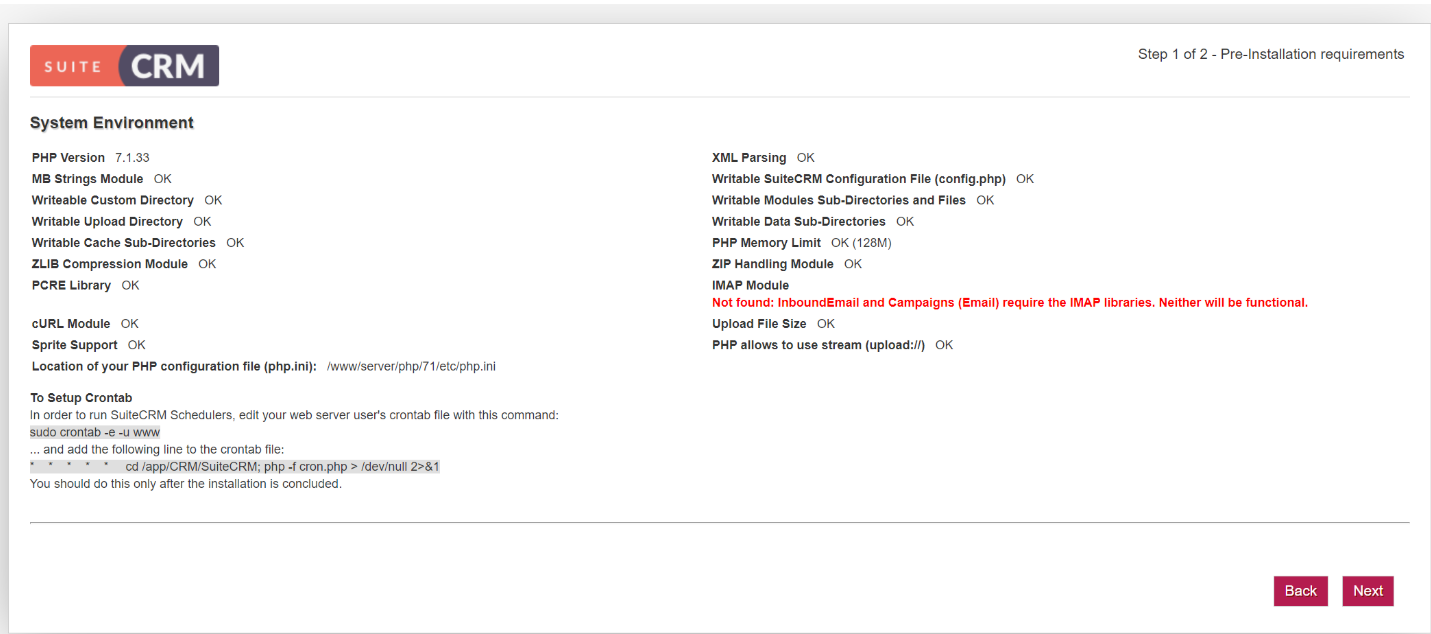 SUITE CRM
Step 1 of 2 - Pre-Installation requirements
System Environment
PHP Version 7.1.33
XML Parsing OK
MB Strings Module OK
Writable SuiteCRM Configuration File (config.php) OK
Writeable Custom Directory OK
Writable Modules Sub-Directories and Files OK
Writable Upload Directory OK
Writable Data Sub-Directories OK
Writable Cache Sub-Directories OK
PHP Memory Limit OK (128M)
ZLIB Compression Module OK
ZIP Handling Module OK
PCRE Library OK
IMAP Module
Not found: InboundEmail and Campaigns (Email) require the IMAP libraries. Neither will be functional.
cURL Module OK
Upload File Size OK
Sprite Support OK
PHP allows to use stream (upload://) OK
Location of your PHP configuration file (php.ini): /www/server/php/71/etc/php.ini
To Setup Crontab
In order to run SuiteCRM Schedulers, edit your web server user's crontab file with this command:
sudo crontab -e -u www
... and add the following line to the crontab file:
* * * * * cd /app/CRM/SuiteCRM; php -f cron.php > /dev/null 2>&1
You should do this only after the installation is concluded.
Back
Next